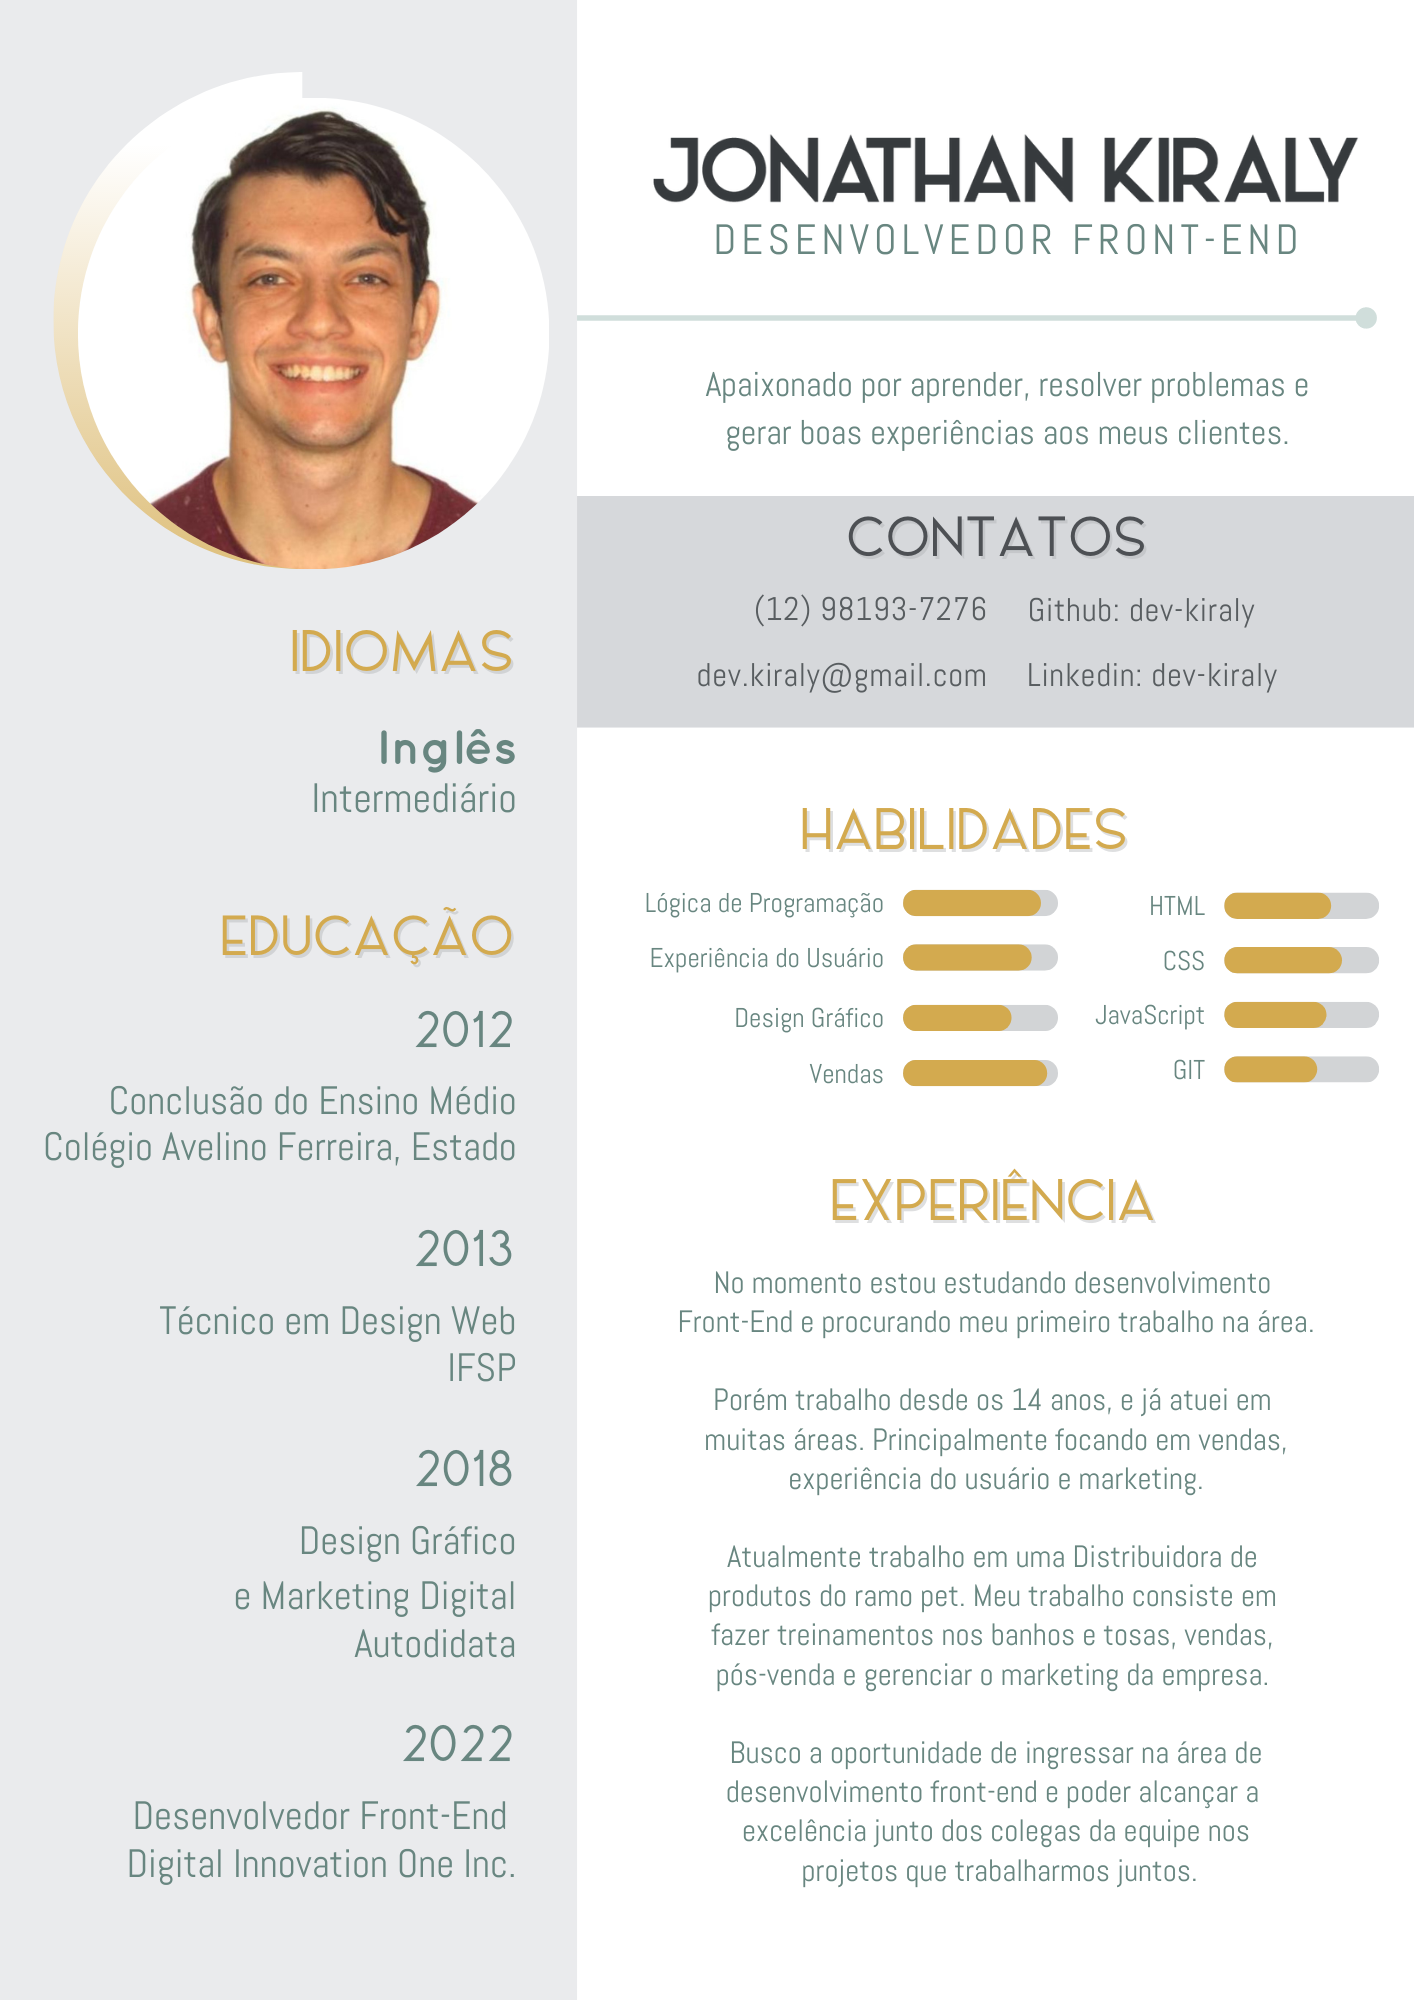 JONATHAN KIRALY
DESENVOLVEDOR FRONT-END
Apaixonado por aprender, resolver problemas e
gerar boas experiências aos meus clientes.
CONTATOS
(12) 98193-7276
Github: dev-kiraly
dev.kiraly@gmail.com
Linkedin: dev-kiraly
IDIOMAS
Inglês
Intermediário
EDUCAÇÃO
2012
Conclusão do Ensino Médio
Colégio Avelino Ferreira, Estado
2013
Técnico em Design Web
IFSP
2018
Design Gráfico
e Marketing Digital
Autodidata
2022
Desenvolvedor Front-End
Digital Innovation One Inc.
HABILIDADES
Lógica de Programação
Experiência do Usuário
Design Gráfico
Vendas
HTML
CSS
JavaScript
GIT
EXPERIÊNCIA
No momento estou estudando desenvolvimento
Front-End e procurando meu primeiro trabalho na área.
Porém trabalho desde os 14 anos, e já atuei em
muitas áreas. Principalmente focando em vendas,
experiência do usuário e marketing.
Atualmente trabalho em uma Distribuidora de
produtos do ramo pet. Meu trabalho consiste em
fazer treinamentos nos banhos e tosas, vendas,
pós-venda e gerenciar o marketing da empresa.
Busco a oportunidade de ingressar na área de
desenvolvimento front-end e poder alcançar a
excelência junto dos colegas da equipe nos
projetos que trabalharmos juntos.